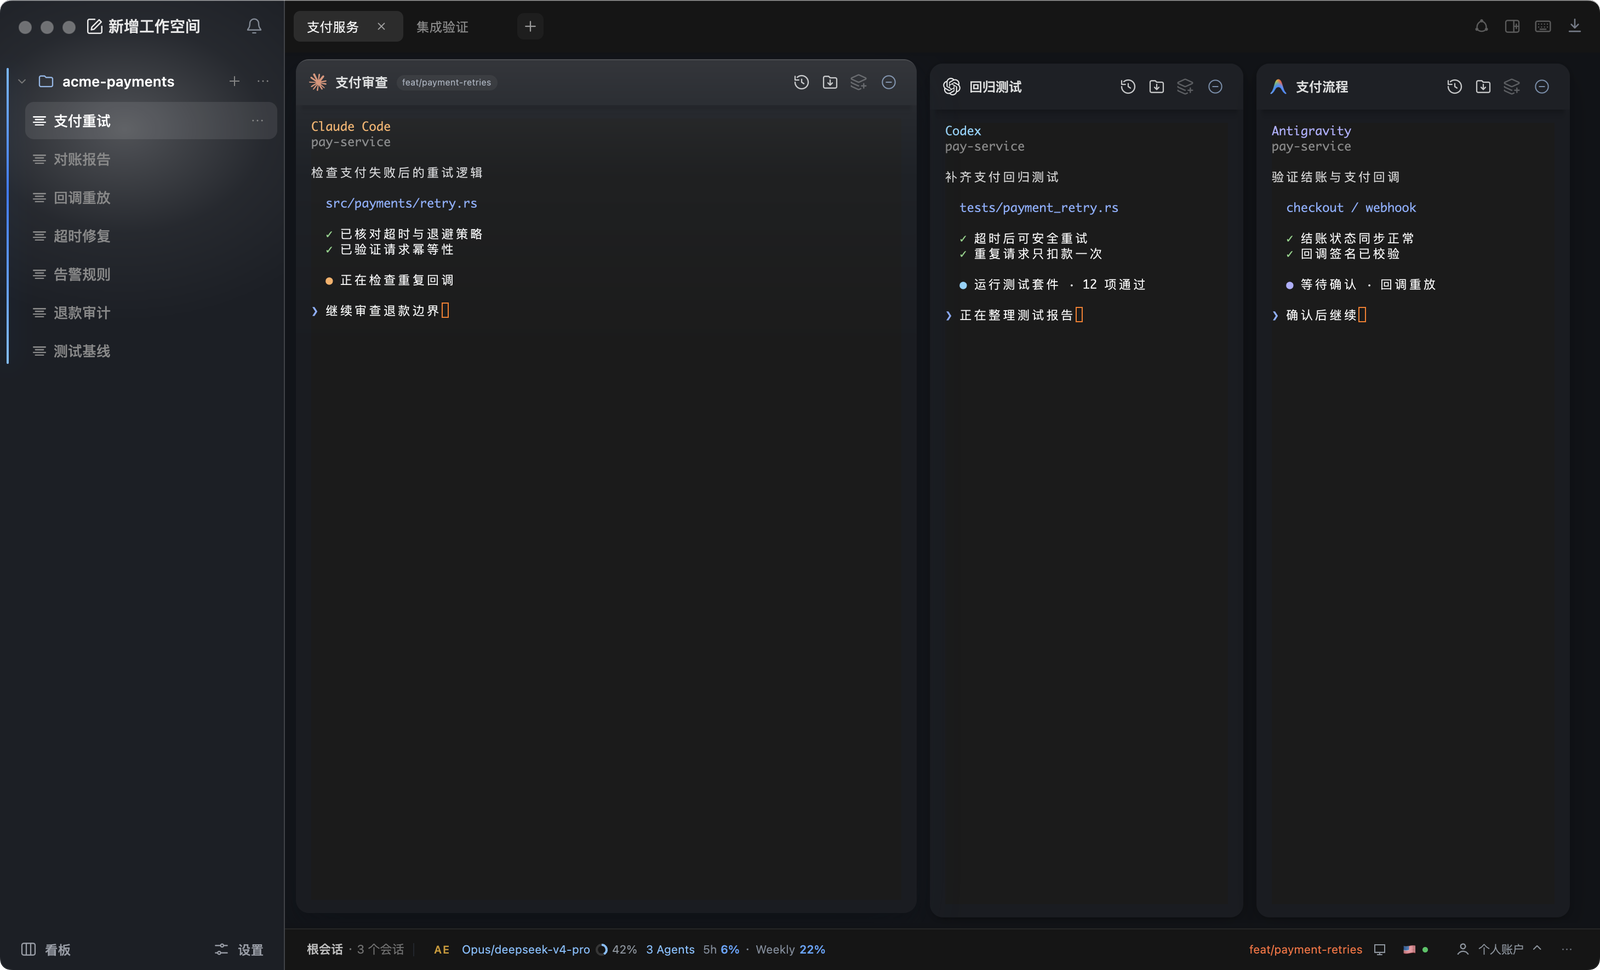 新增工作空间
acme-payments
支付重试
对账报告
回调重放
超时修复
告警规则
退款审计
测试基线
看板
设置
支付服务
集成验证
支付审查 feat/payment-retries
Claude Code
pay-service
检查支付失败后的重试逻辑
src/payments/retry.rs
✓ 已核对超时与退避策略
✓ 已验证请求幂等性
● 正在检查重复回调
❯ 继续审查退款边界
回归测试
Codex
pay-service
补齐支付回归测试
tests/payment_retry.rs
✓ 超时后可安全重试
✓ 重复请求只扣款一次
● 运行测试套件 · 12 项通过
❯ 正在整理测试报告
支付流程
Antigravity
pay-service
验证结账与支付回调
checkout / webhook
✓ 结账状态同步正常
✓ 回调签名已校验
● 等待确认 · 回调重放
❯ 确认后继续
根会话 · 3 个会话 AE Opus/deepseek-v4-pro 42% 3 Agents 5h 6% · Weekly 22% feat/payment-retries 个人账户